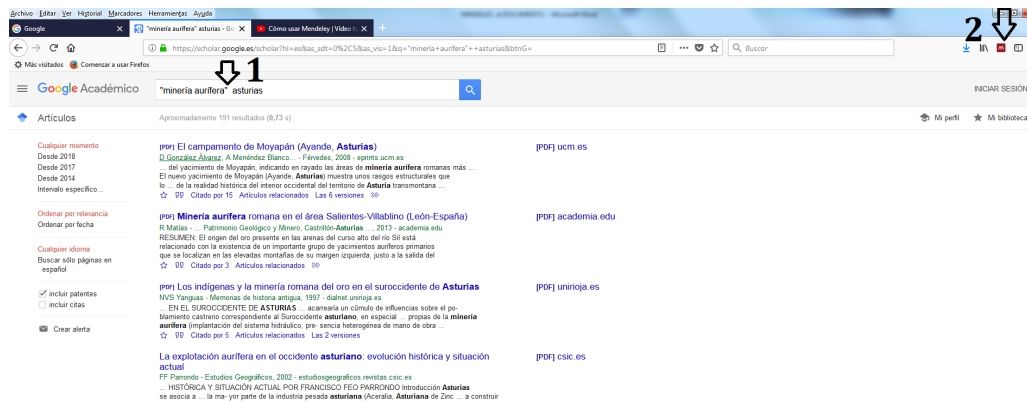 Archivo Editar Ver Historial Marcadores Herramientas Ayuda
Google
"minería aurífera" asturias - Go
Cómo usar Mendeley | Video t
2
https://scholar.google.es/scholar?hl=es&as_sdt=0%2C5&as_vis=1&q="minería+aurífera"++asturias&btnG=
Buscar
Más visitados Comenzar a usar Firefox
1
Google Académico
"minería aurífera" asturias
INICIAR SESIÓN
Artículos
Aproximadamente 191 resultados (0,73 s)
Mi perfil
Mi biblioteca
Cualquier momento
Desde 2018
Desde 2017
Desde 2014
Intervalo específico...
Ordenar por relevancia
Ordenar por fecha
Cualquier idioma
Buscar sólo páginas en
español
incluir patentes
incluir citas
Crear alerta
[PDF] El campamento de Moyapán (Ayande, Asturias)
[PDF] ucm.es
D González Álvarez, A Menéndez Blanco... - Férvedes, 2008 - eprints.ucm.es
... del yacimiento de Moyapán, indicando en rayado las áreas de minería aurífera romanas más ...
El nuevo yacimiento de Moyapán (Ayande, Asturias) muestra unos rasgos estructurales que
lo ... de la realidad histórica del interior occidental del territorio de Asturia transmontana ...
Citado por 15 Artículos relacionados Las 6 versiones
[PDF] Minería aurífera romana en el área Salientes-Villablino (León-España)
[PDF] academia.edu
R Matías - ... Patrimonio Geológico y Minero, Castrillón-Asturias ..., 2013 - academia.edu
RESUMEN: El origen del oro presente en las arenas del curso alto del río Sil está
relacionado con la existencia de un importante grupo de yacimientos auríferos primarios
que se localizan en las elevadas montañas de su margen izquierda, justo a la salida del
Citado por 3 Artículos relacionados
[PDF] Los indígenas y la minería romana del oro en el suroccidente de Asturias
[PDF] unirioja.es
NVS Yanguas - Memorias de historia antigua, 1997 - dialnet.unirioja.es
... EN EL SUROCCIDENTE DE ASTURIAS ... acarrearía un cúmulo de influencias sobre el po-
blamiento castreño correspondiente al Suroccidente asturiano, en especial ... propias de la minería
aurífera (implantación del sistema hidráulico, pre- sencia heterogénea de mano de obra ...
Citado por 5 Artículos relacionados Las 2 versiones
La explotación aurífera en el occidente asturiano: evolución histórica y situación
actual
[PDF] csic.es
FF Parrondo - Estudios Geográficos, 2002 - estudiosgeograficos.revistas.csic.es
... HISTÓRICA Y SITUACIÓN ACTUAL POR FRANCISCO FEO PARRONDO Introducción Asturias
se asocia a ... la ma- yor parte de la industria pesada asturiana (Aceralia, Asturiana de Zinc ... a construir